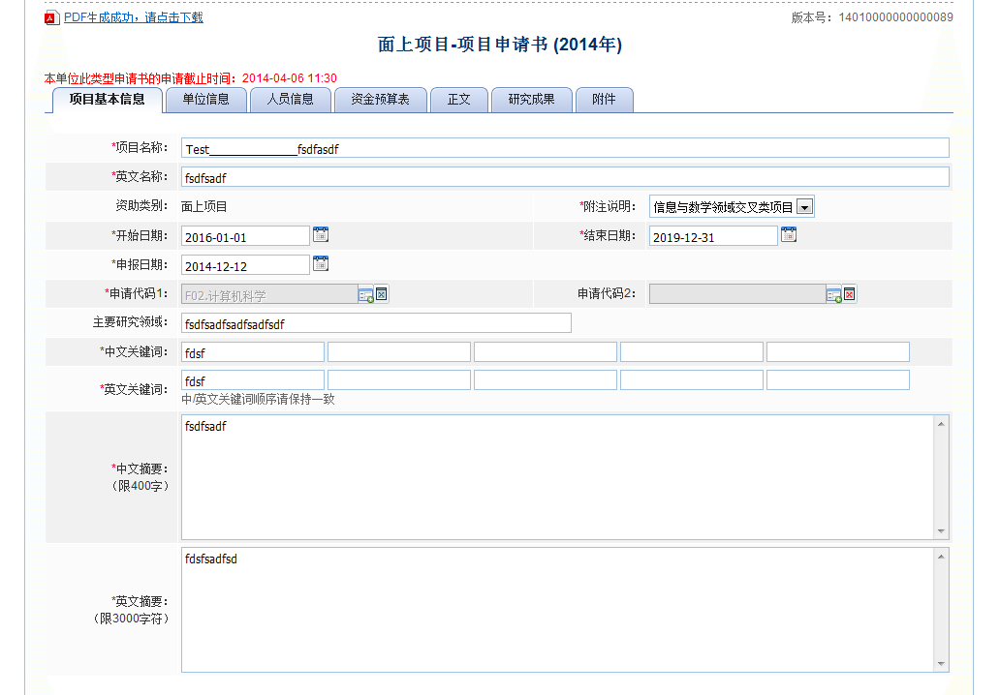 PDF生成成功，请点击下载
版本号：14010000000000089
面上项目-项目申请书 (2014年)
本单位此类型申请书的申请截止时间：2014-04-06 11:30
项目基本信息 单位信息 人员信息 资金预算表 正文 研究成果 附件
*项目名称： Test______________fsdfasdf
*英文名称： fsdfsadf
资助类别： 面上项目 *附注说明： 信息与数学领域交叉类项目
*开始日期： 2016-01-01 *结束日期： 2019-12-31
*申报日期： 2014-12-12
*申请代码1： F02.计算机科学 申请代码2：
主要研究领域： fsdfsadfsadfsadfsdf
*中文关键词： fdsf
*英文关键词： fdsf
中/英文关键词顺序请保持一致
*中文摘要：
（限400字）
fsdfsadf
*英文摘要：
（限3000字符）
fdsfsadfsd